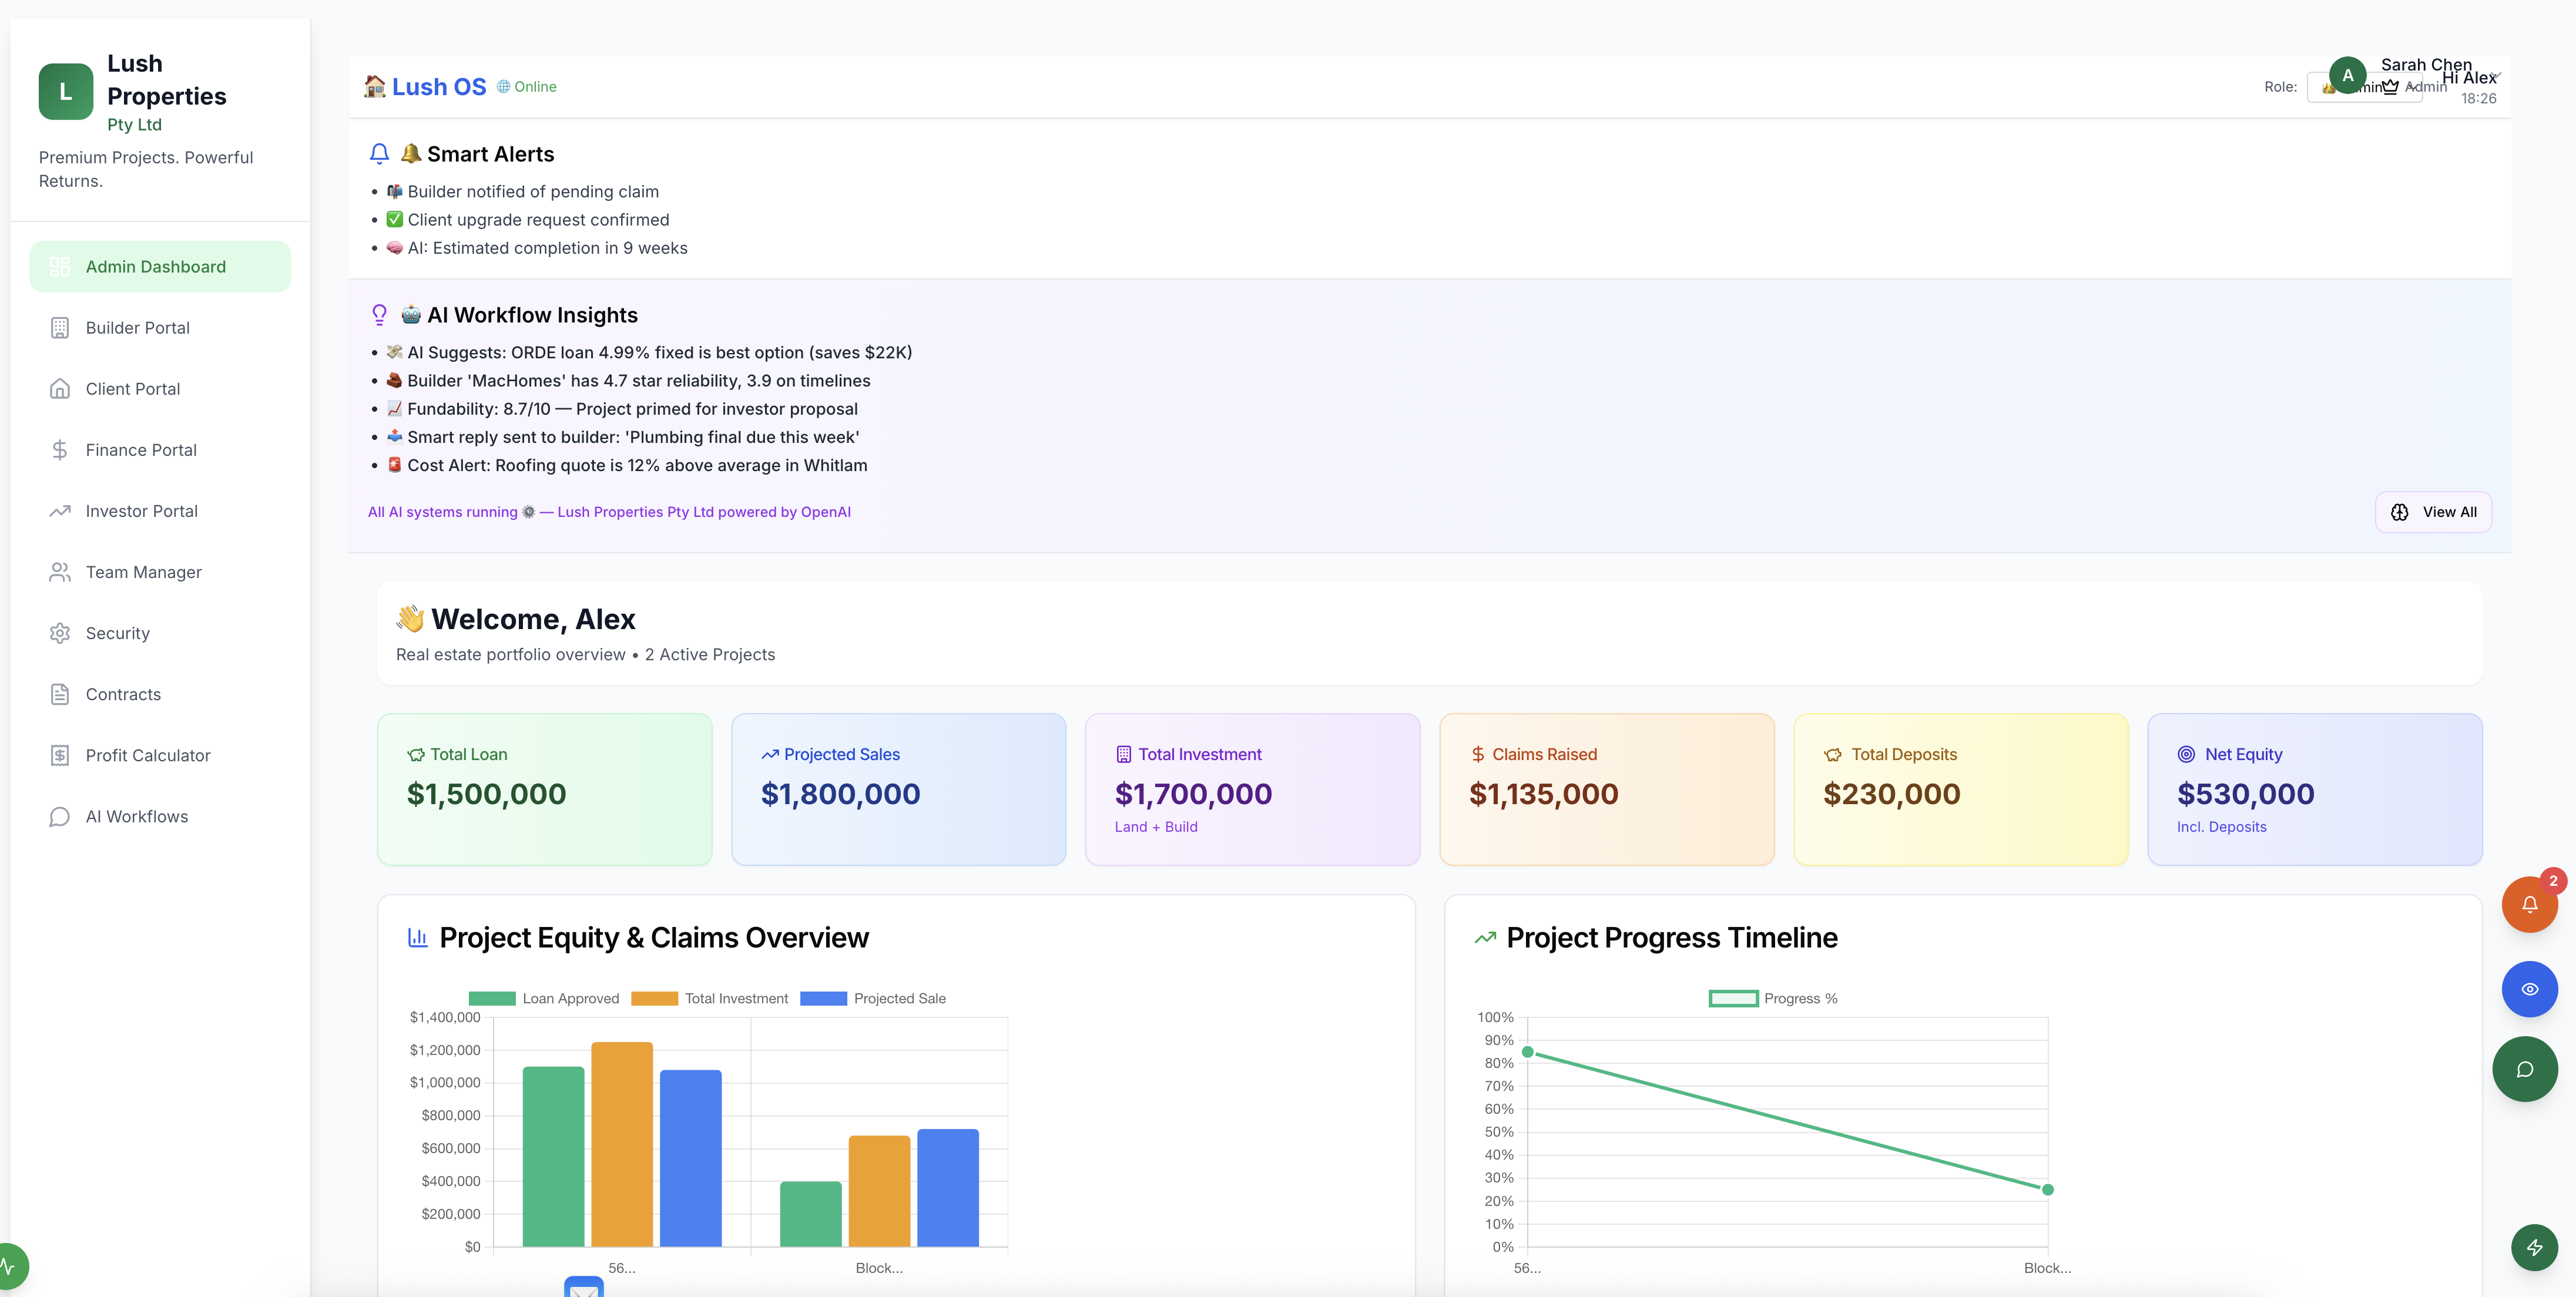 L
Lush
Properties
Pty Ltd
Premium Projects. Powerful
Returns.
Admin Dashboard
Builder Portal
Client Portal
Finance Portal
Investor Portal
Team Manager
Security
Contracts
Profit Calculator
AI Workflows
Lush OS
Online
Role:
A
Sarah Chen
Admin
Hi Alex
18:26
Smart Alerts
• Builder notified of pending claim
• Client upgrade request confirmed
• AI: Estimated completion in 9 weeks
AI Workflow Insights
• AI Suggests: ORDE loan 4.99% fixed is best option (saves $22K)
• Builder 'MacHomes' has 4.7 star reliability, 3.9 on timelines
• Fundability: 8.7/10 — Project primed for investor proposal
• Smart reply sent to builder: 'Plumbing final due this week'
• Cost Alert: Roofing quote is 12% above average in Whitlam
All AI systems running — Lush Properties Pty Ltd powered by OpenAI
View All
Welcome, Alex
Real estate portfolio overview • 2 Active Projects
Total Loan
$1,500,000
Projected Sales
$1,800,000
Total Investment
$1,700,000
Land + Build
Claims Raised
$1,135,000
Total Deposits
$230,000
Net Equity
$530,000
Incl. Deposits
2
Project Equity & Claims Overview
Loan Approved Total Investment Projected Sale
$1,400,000
$1,200,000
$1,000,000
$800,000
$600,000
$400,000
$200,000
$0
56... Block...
Project Progress Timeline
Progress %
100%
90%
80%
70%
60%
50%
40%
30%
20%
10%
0%
56... Block...